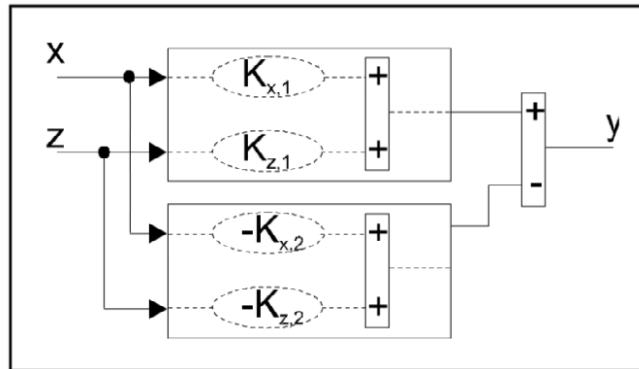 x K_{x,1} + +
z K_{z,1} + y
-
-K_{x,2} +
-K_{z,2} +